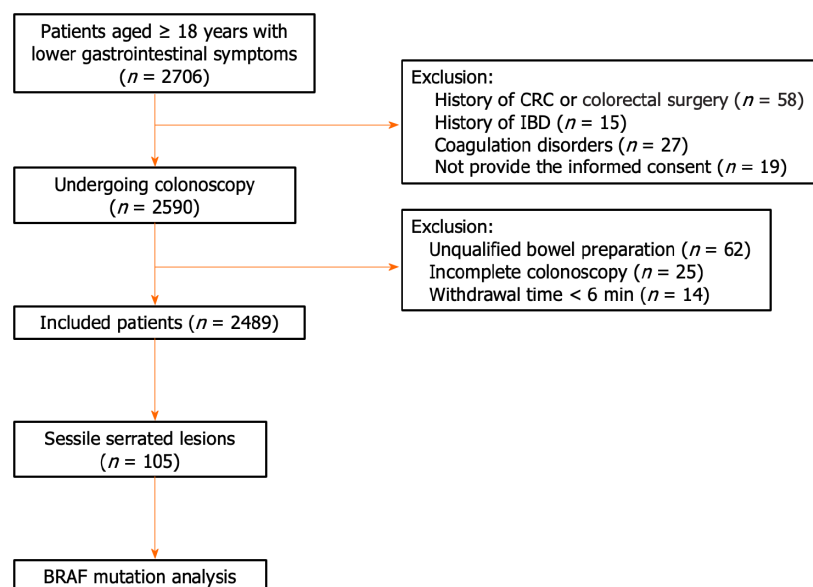 Patients aged ≥ 18 years with
lower gastrointestinal symptoms
(n = 2706)
Exclusion:
History of CRC or colorectal surgery (n = 58)
History of IBD (n = 15)
Coagulation disorders (n = 27)
Not provide the informed consent (n = 19)
Undergoing colonoscopy
(n = 2590)
Exclusion:
Unqualified bowel preparation (n = 62)
Incomplete colonoscopy (n = 25)
Withdrawal time < 6 min (n = 14)
Included patients (n = 2489)
Sessile serrated lesions
(n = 105)
BRAF mutation analysis